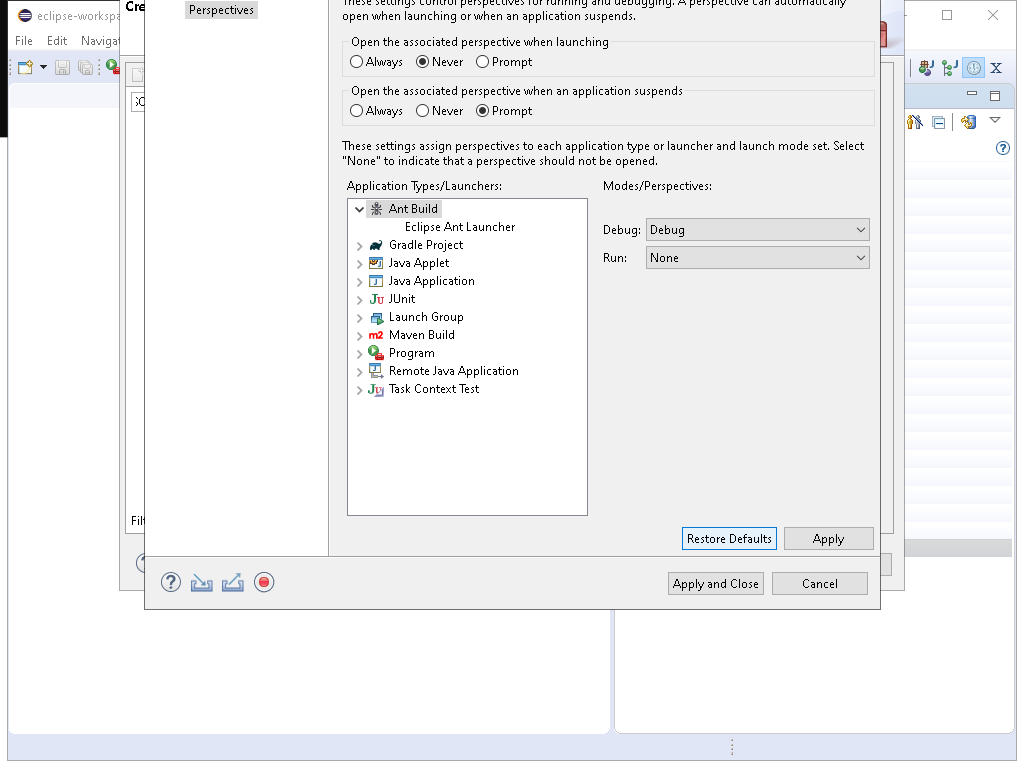 eclipse-workspa
Cre
Perspectives
These settings control perspectives for running and debugging. A perspective can automatically
open when launching or when an application suspends.
File Edit Navigat
Open the associated perspective when launching
Always Never Prompt
Open the associated perspective when an application suspends
Always Never Prompt
These settings assign perspectives to each application type or launcher and launch mode set. Select
"None" to indicate that a perspective should not be opened.
Application Types/Launchers:
Modes/Perspectives:
Ant Build
Eclipse Ant Launcher
Debug: Debug
Gradle Project
Run: None
Java Applet
Java Application
JUnit
Launch Group
Maven Build
Program
Remote Java Application
Task Context Test
Filt
Restore Defaults Apply
Apply and Close Cancel